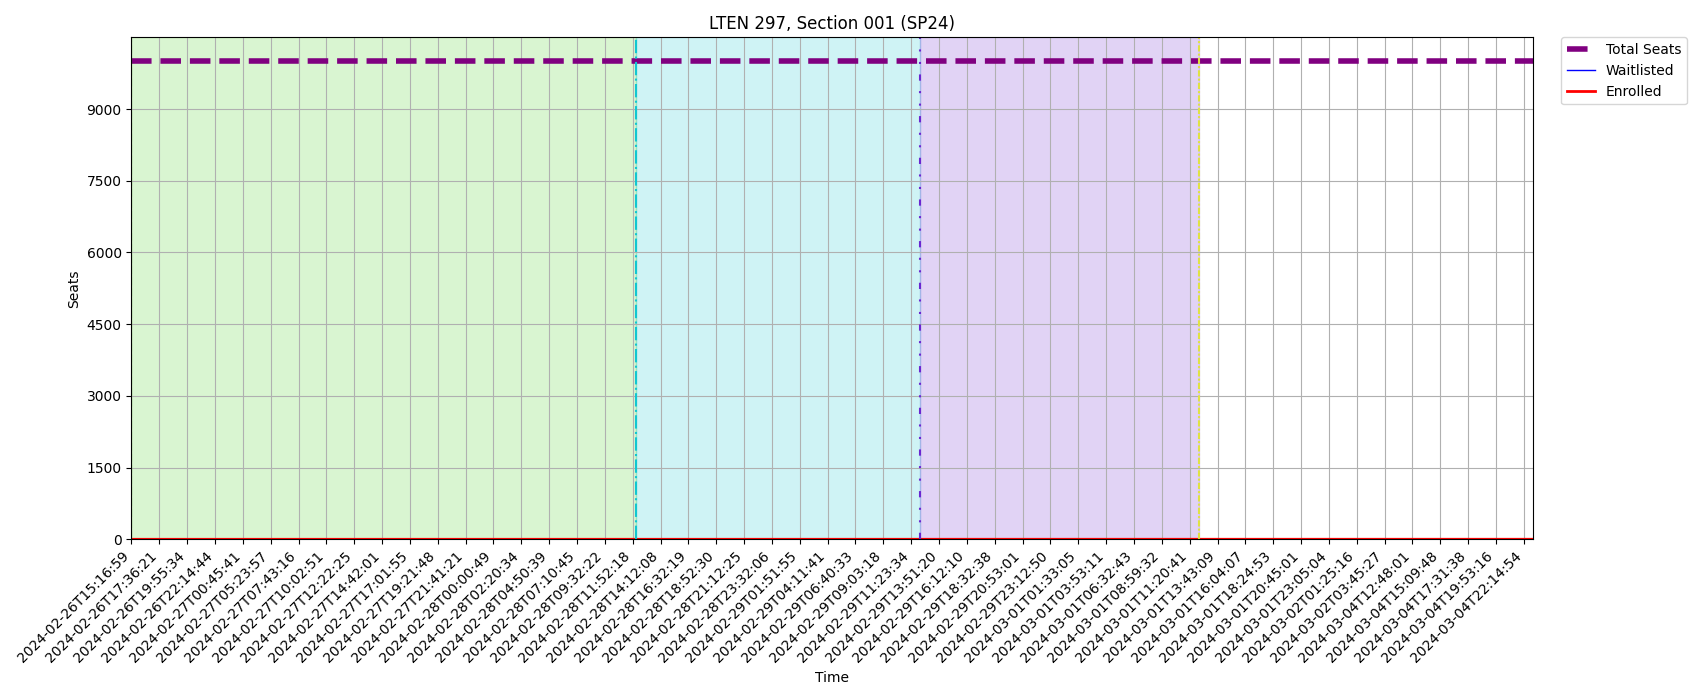 LTEN 297, Section 001 (SP24)
Total Seats
Waitlisted
Enrolled
Seats
9000
7500
6000
4500
3000
1500
0
2024-02-26T15:16:59
2024-02-26T17:36:21
2024-02-26T19:55:34
2024-02-26T22:14:44
2024-02-27T00:45:41
2024-02-27T05:23:57
2024-02-27T07:43:16
2024-02-27T10:02:51
2024-02-27T12:22:25
2024-02-27T14:42:01
2024-02-27T17:01:55
2024-02-27T19:21:48
2024-02-27T21:41:21
2024-02-28T00:00:49
2024-02-28T02:20:34
2024-02-28T04:50:39
2024-02-28T07:10:45
2024-02-28T09:32:22
2024-02-28T11:52:18
2024-02-28T14:12:08
2024-02-28T16:32:19
2024-02-28T18:52:30
2024-02-28T21:12:25
2024-02-28T23:32:06
2024-02-29T01:51:55
2024-02-29T04:11:41
2024-02-29T06:40:33
2024-02-29T09:03:18
2024-02-29T11:23:34
2024-02-29T13:51:20
2024-02-29T16:12:10
2024-02-29T18:32:38
2024-02-29T20:53:01
2024-02-29T23:12:50
2024-03-01T01:33:05
2024-03-01T03:53:11
2024-03-01T06:32:43
2024-03-01T08:59:32
2024-03-01T11:20:41
2024-03-01T13:43:09
2024-03-01T16:04:07
2024-03-01T18:24:53
2024-03-01T20:45:01
2024-03-01T23:05:04
2024-03-02T01:25:16
2024-03-02T03:45:27
2024-03-04T12:48:01
2024-03-04T15:09:48
2024-03-04T17:31:38
2024-03-04T19:53:16
2024-03-04T22:14:54
Time